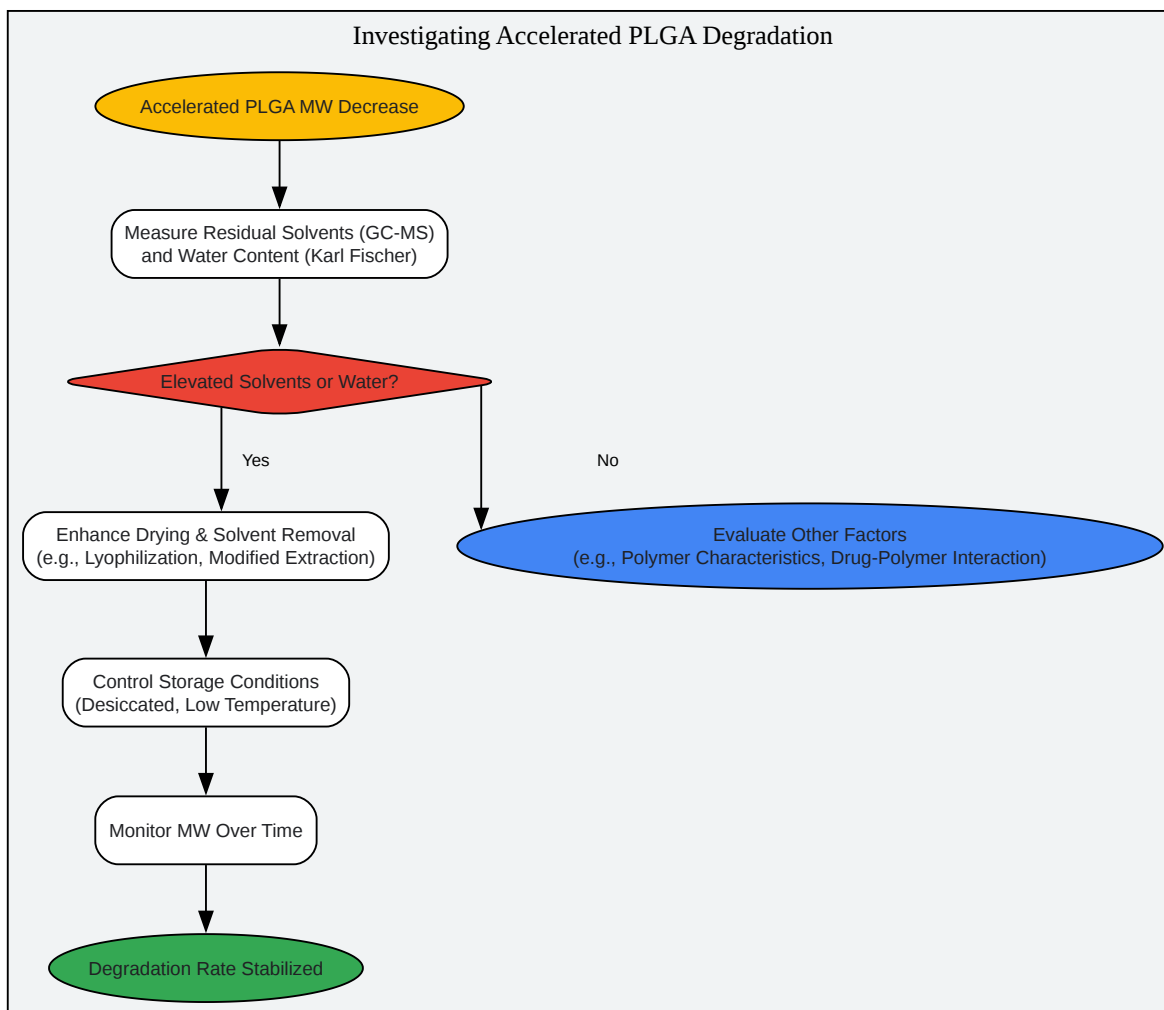 Investigating Accelerated PLGA Degradation
Accelerated PLGA MW Decrease
Measure Residual Solvents (GC-MS)
and Water Content (Karl Fischer)
Elevated Solvents or Water?
Yes
No
Enhance Drying & Solvent Removal
(e.g., Lyophilization, Modified Extraction)
Evaluate Other Factors
(e.g., Polymer Characteristics, Drug-Polymer Interaction)
Control Storage Conditions
(Desiccated, Low Temperature)
Monitor MW Over Time
Degradation Rate Stabilized